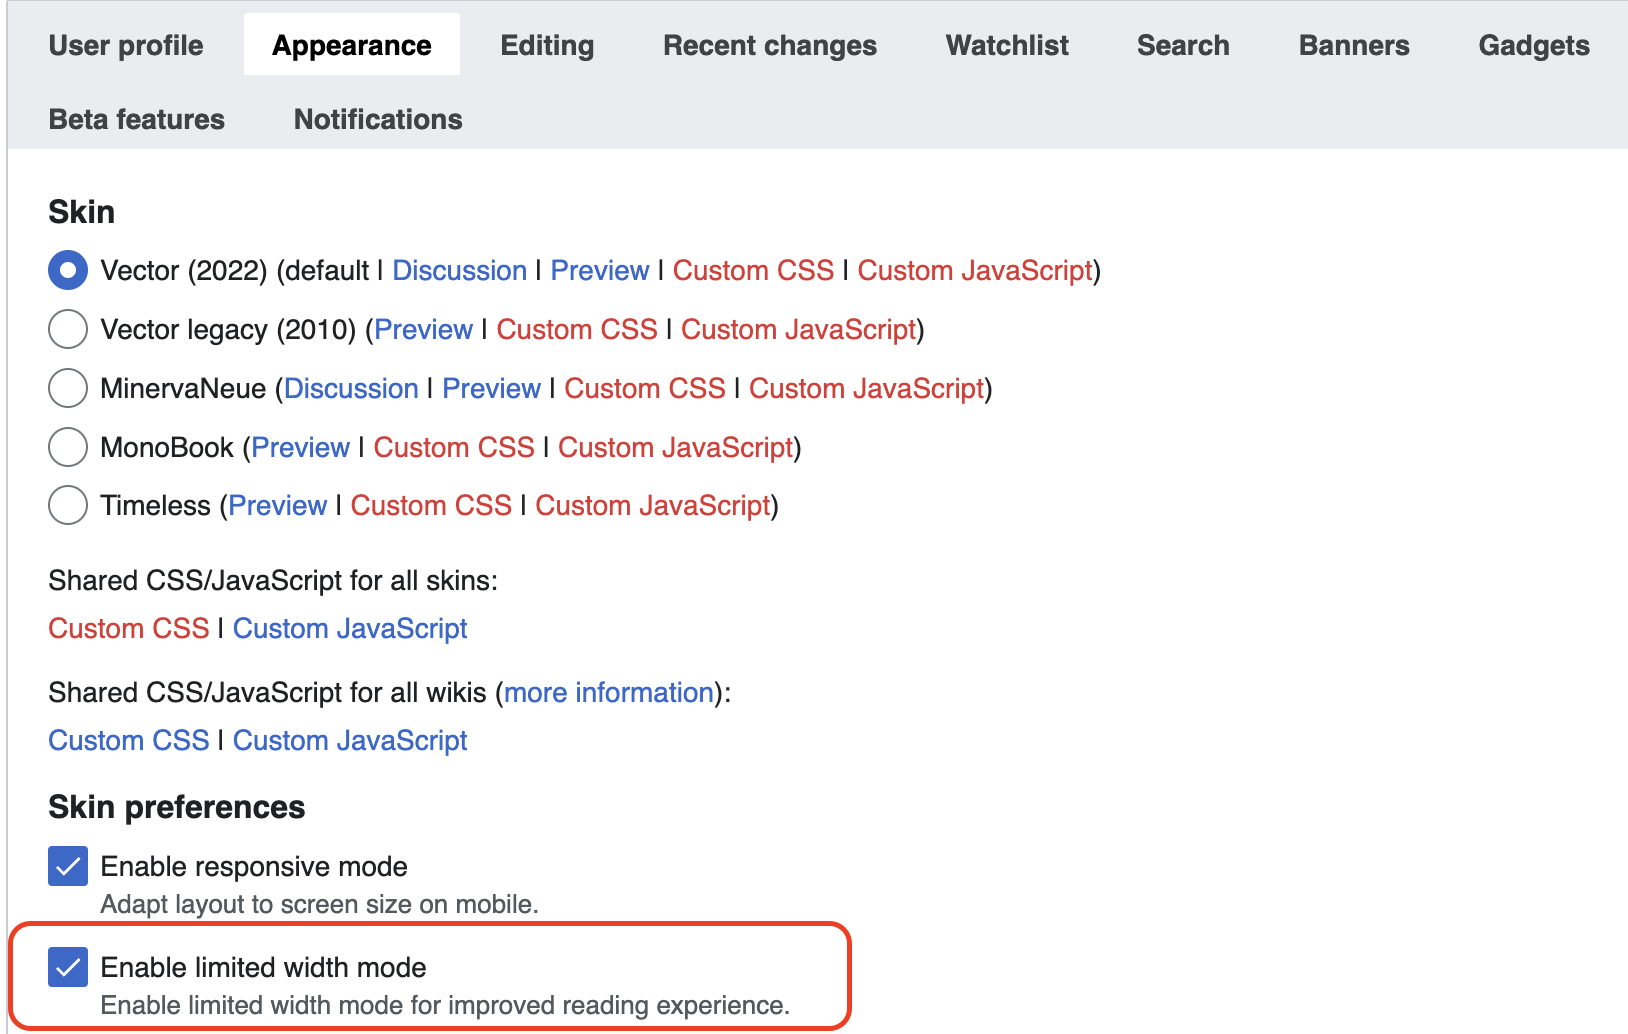 User profile Appearance Editing Recent changes Watchlist Search Banners Gadgets
Beta features Notifications
Skin
Vector (2022) (default | Discussion | Preview | Custom CSS | Custom JavaScript)
Vector legacy (2010) (Preview | Custom CSS | Custom JavaScript)
MinervaNeue (Discussion | Preview | Custom CSS | Custom JavaScript)
MonoBook (Preview | Custom CSS | Custom JavaScript)
Timeless (Preview | Custom CSS | Custom JavaScript)
Shared CSS/JavaScript for all skins:
Custom CSS | Custom JavaScript
Shared CSS/JavaScript for all wikis (more information):
Custom CSS | Custom JavaScript
Skin preferences
Enable responsive mode
Adapt layout to screen size on mobile.
Enable limited width mode
Enable limited width mode for improved reading experience.